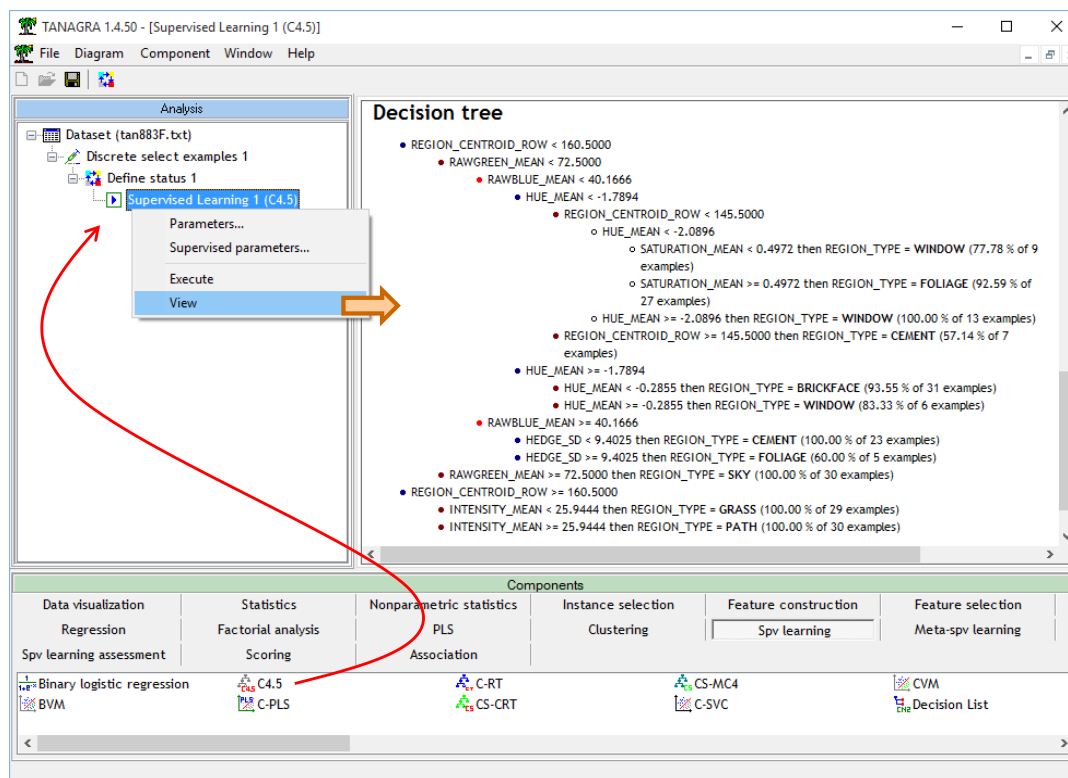 TANAGRA 1.4.50 - [Supervised Learning 1 (C4.5)]
File Diagram Component Window Help
Analysis
Dataset (tan883F.txt)
Discrete select examples 1
Define status 1
Supervised Learning 1 (C4.5)
Parameters...
Supervised parameters...
Execute
View
Decision tree
REGION_CENTROID_ROW < 160.5000
RAWGREEN_MEAN < 72.5000
RAWBLUE_MEAN < 40.1666
HUE_MEAN < -1.7894
REGION_CENTROID_ROW < 145.5000
HUE_MEAN < -2.0896
SATURATION_MEAN < 0.4972 then REGION_TYPE = WINDOW (77.78 % of 9
examples)
SATURATION_MEAN >= 0.4972 then REGION_TYPE = FOLIAGE (92.59 % of
27 examples)
HUE_MEAN >= -2.0896 then REGION_TYPE = WINDOW (100.00 % of 13 examples)
REGION_CENTROID_ROW >= 145.5000 then REGION_TYPE = CEMENT (57.14 % of 7
examples)
HUE_MEAN >= -1.7894
HUE_MEAN < -0.2855 then REGION_TYPE = BRICKFACE (93.55 % of 31 examples)
HUE_MEAN >= -0.2855 then REGION_TYPE = WINDOW (83.33 % of 6 examples)
RAWBLUE_MEAN >= 40.1666
HEDGE_SD < 9.4025 then REGION_TYPE = CEMENT (100.00 % of 23 examples)
HEDGE_SD >= 9.4025 then REGION_TYPE = FOLIAGE (60.00 % of 5 examples)
RAWGREEN_MEAN >= 72.5000 then REGION_TYPE = SKY (100.00 % of 30 examples)
REGION_CENTROID_ROW >= 160.5000
INTENSITY_MEAN < 25.9444 then REGION_TYPE = GRASS (100.00 % of 29 examples)
INTENSITY_MEAN >= 25.9444 then REGION_TYPE = PATH (100.00 % of 30 examples)
Components
Data visualization Statistics Nonparametric statistics Instance selection Feature construction Feature selection
Regression Factorial analysis PLS Clustering Spv learning Meta-spv learning
Spv learning assessment Scoring Association
Binary logistic regression C4.5 C-RT CS-MC4 CVM
BVM C-PLS CS-CRT C-SVC Decision List